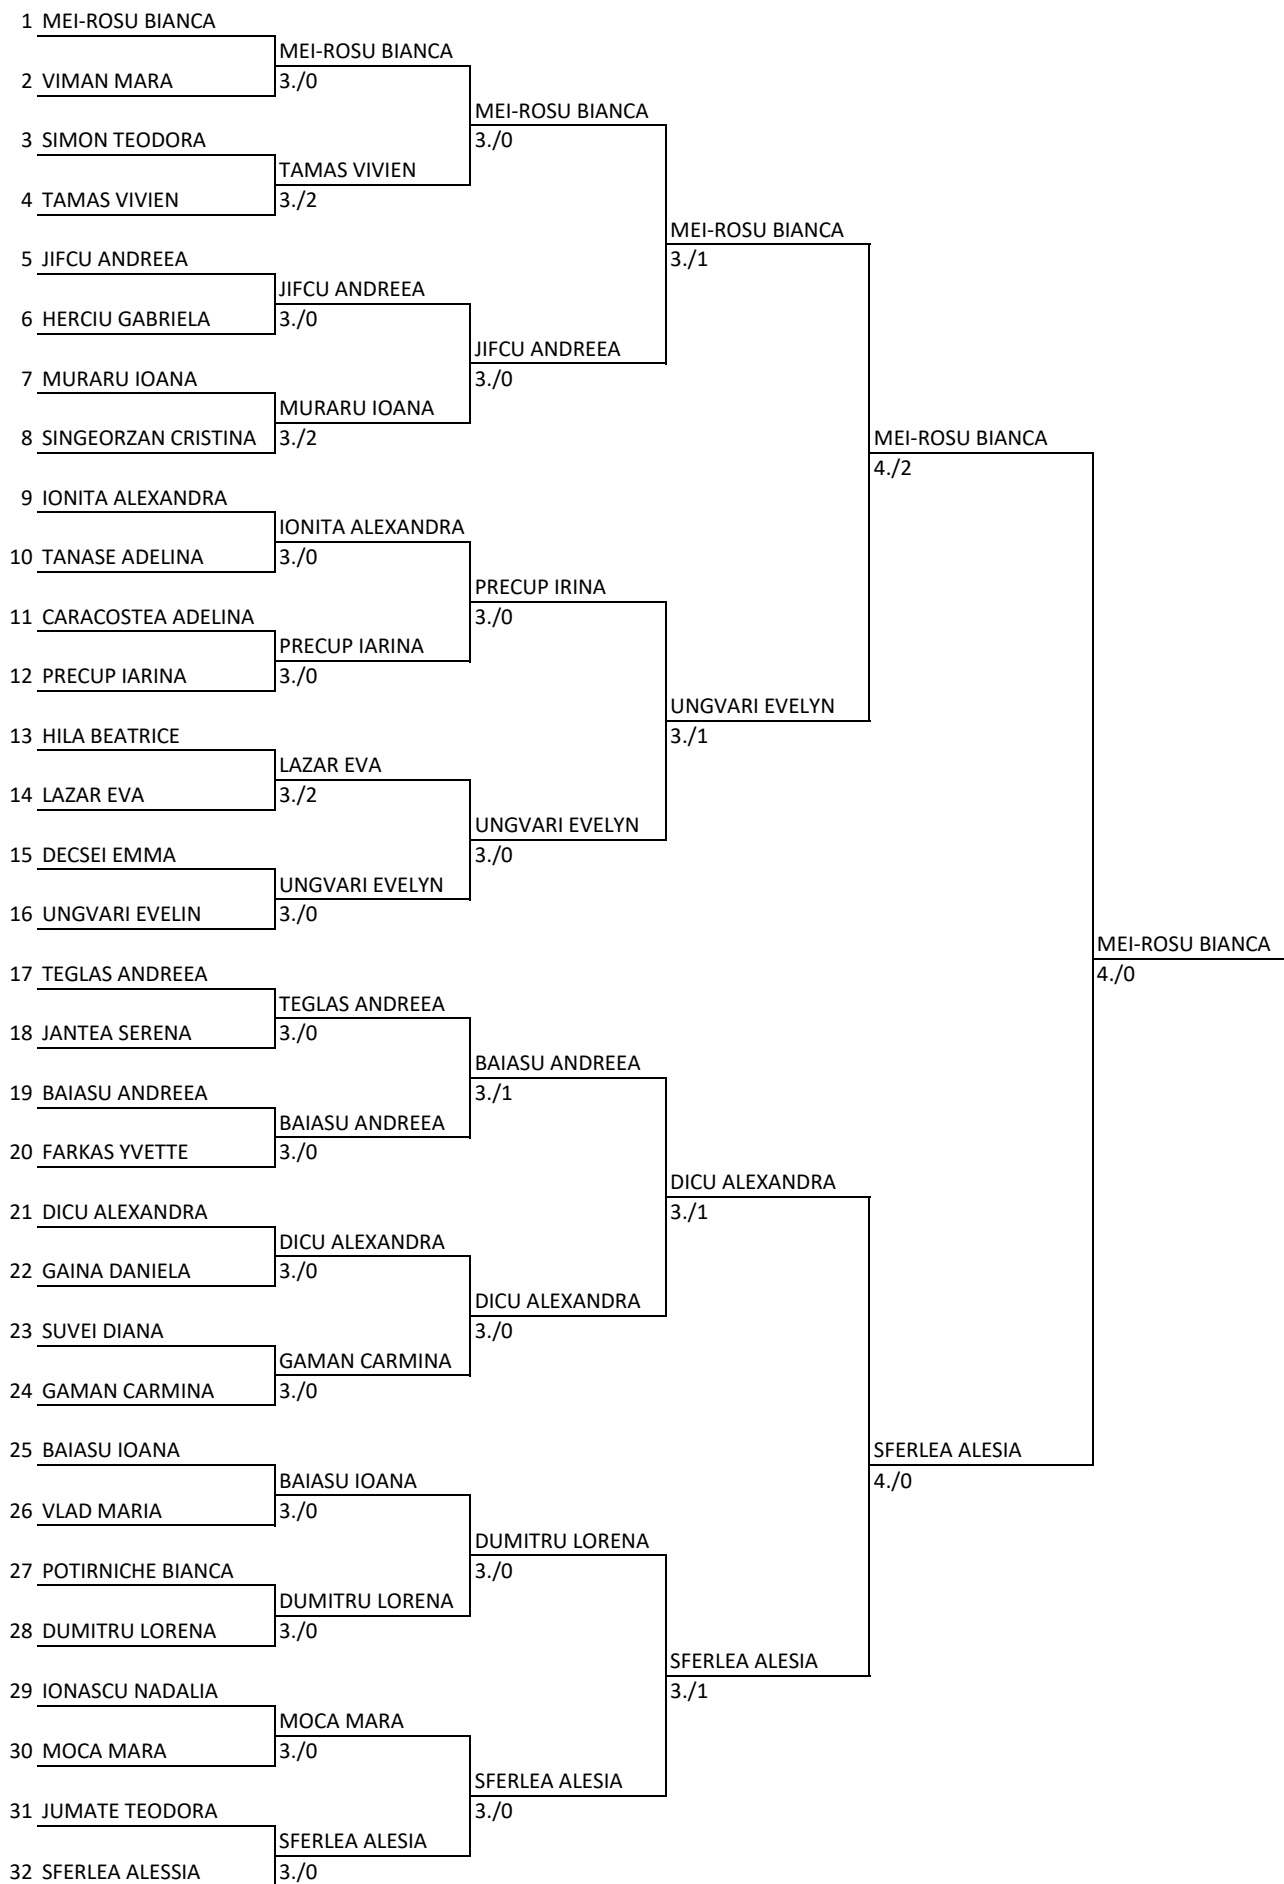 1 MEI-ROSU BIANCA
MEI-ROSU BIANCA
2 VIMAN MARA
3./0
MEI-ROSU BIANCA
3 SIMON TEODORA
3./0
TAMAS VIVIEN
4 TAMAS VIVIEN
3./2
MEI-ROSU BIANCA
5 JIFCU ANDREEA
3./1
JIFCU ANDREEA
6 HERCIU GABRIELA
3./0
JIFCU ANDREEA
7 MURARU IOANA
3./0
MURARU IOANA
8 SINGEORZAN CRISTINA
3./2
MEI-ROSU BIANCA
4./2
9 IONITA ALEXANDRA
IONITA ALEXANDRA
10 TANASE ADELINA
3./0
PRECUP IRINA
11 CARACOSTEA ADELINA
3./0
PRECUP IARINA
12 PRECUP IARINA
3./0
UNGVARI EVELYN
13 HILA BEATRICE
3./1
LAZAR EVA
14 LAZAR EVA
3./2
UNGVARI EVELYN
15 DECSEI EMMA
3./0
UNGVARI EVELYN
16 UNGVARI EVELIN
3./0
MEI-ROSU BIANCA
17 TEGLAS ANDREEA
4./0
TEGLAS ANDREEA
18 JANTEA SERENA
3./0
BAIASU ANDREEA
19 BAIASU ANDREEA
3./1
BAIASU ANDREEA
20 FARKAS YVETTE
3./0
DICU ALEXANDRA
21 DICU ALEXANDRA
3./1
DICU ALEXANDRA
22 GAINA DANIELA
3./0
DICU ALEXANDRA
23 SUVEI DIANA
3./0
GAMAN CARMINA
24 GAMAN CARMINA
3./0
25 BAIASU IOANA
SFERLEA ALESIA
BAIASU IOANA
4./0
26 VLAD MARIA
3./0
DUMITRU LORENA
27 POTIRNICHE BIANCA
3./0
DUMITRU LORENA
28 DUMITRU LORENA
3./0
SFERLEA ALESIA
29 IONASCU NADALIA
3./1
MOCA MARA
30 MOCA MARA
3./0
SFERLEA ALESIA
31 JUMATE TEODORA
3./0
SFERLEA ALESIA
32 SFERLEA ALESSIA
3./0